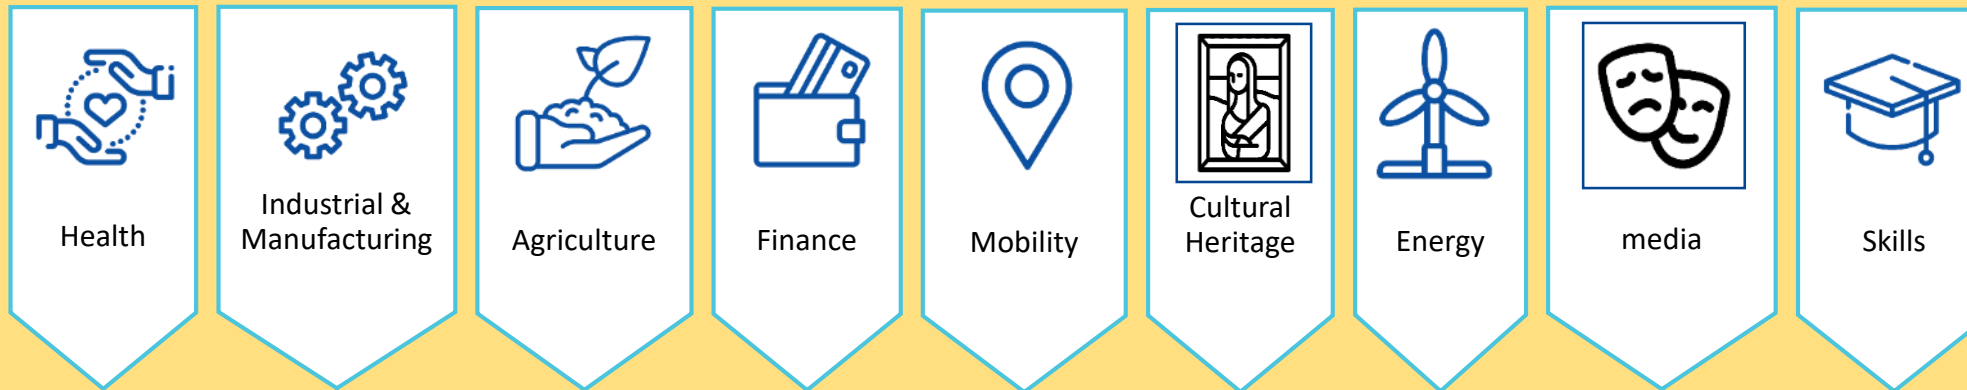 Health
Industrial &
Manufacturing
Agriculture
Finance
Mobility
Cultural
Heritage
Energy
media
Skills